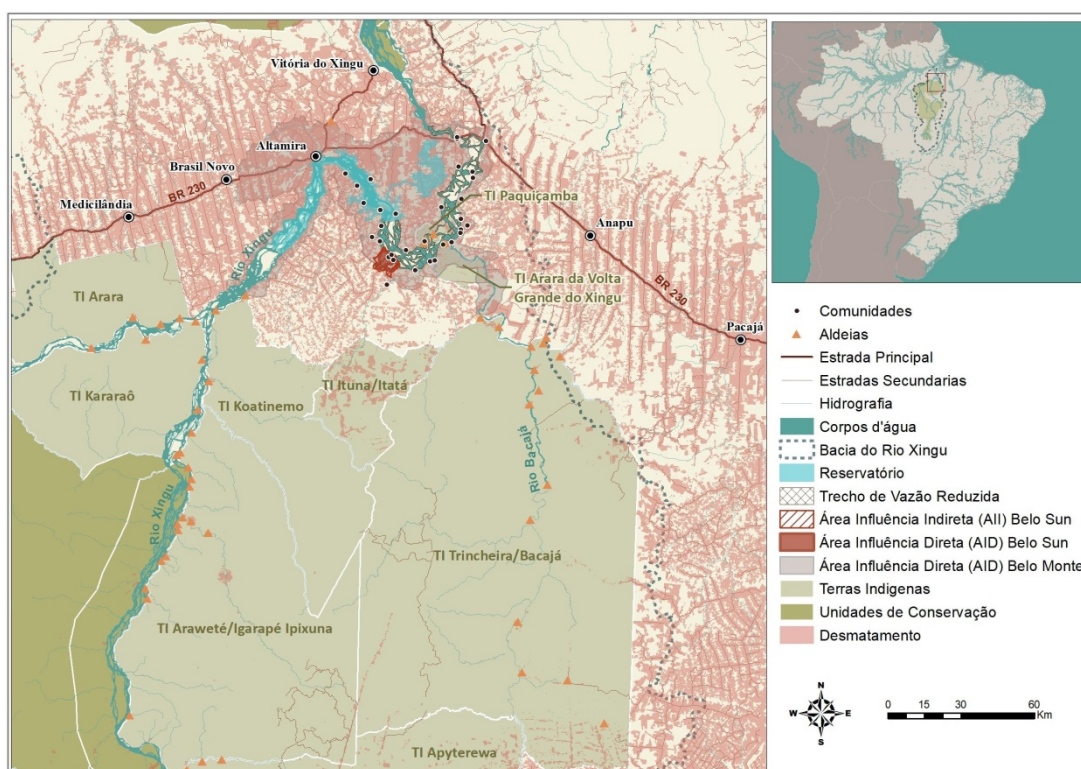 Vitória do Xingu
Altamira
Brasil Novo
BR 230
Medicilândia
TI Paquiçamba
Anapu
Rio Xingu
TI Arara da Volta
Grande do Xingu
BR 230
TI Arara
Pacajá
TI Ituna/Itatá
TI Kararaô
TI Koatinemo
Rio Bacajá
Rio Xingu
TI Trincheira/Bacajá
TI Araweté/Igarapé Ipixuna
TI Apyterewa
Comunidades
Aldeias
Estrada Principal
Estradas Secundarias
Hidrografia
Corpos d'água
Bacia do Rio Xingu
Reservatório
Trecho de Vazão Reduzida
Área Influência Indireta (AII) Belo Sun
Área Influência Direta (AID) Belo Sun
Área Influência Direta (AID) Belo Monte
Terras Indigenas
Unidades de Conservação
Desmatamento
N
W E
S
0 15 30 60
Km